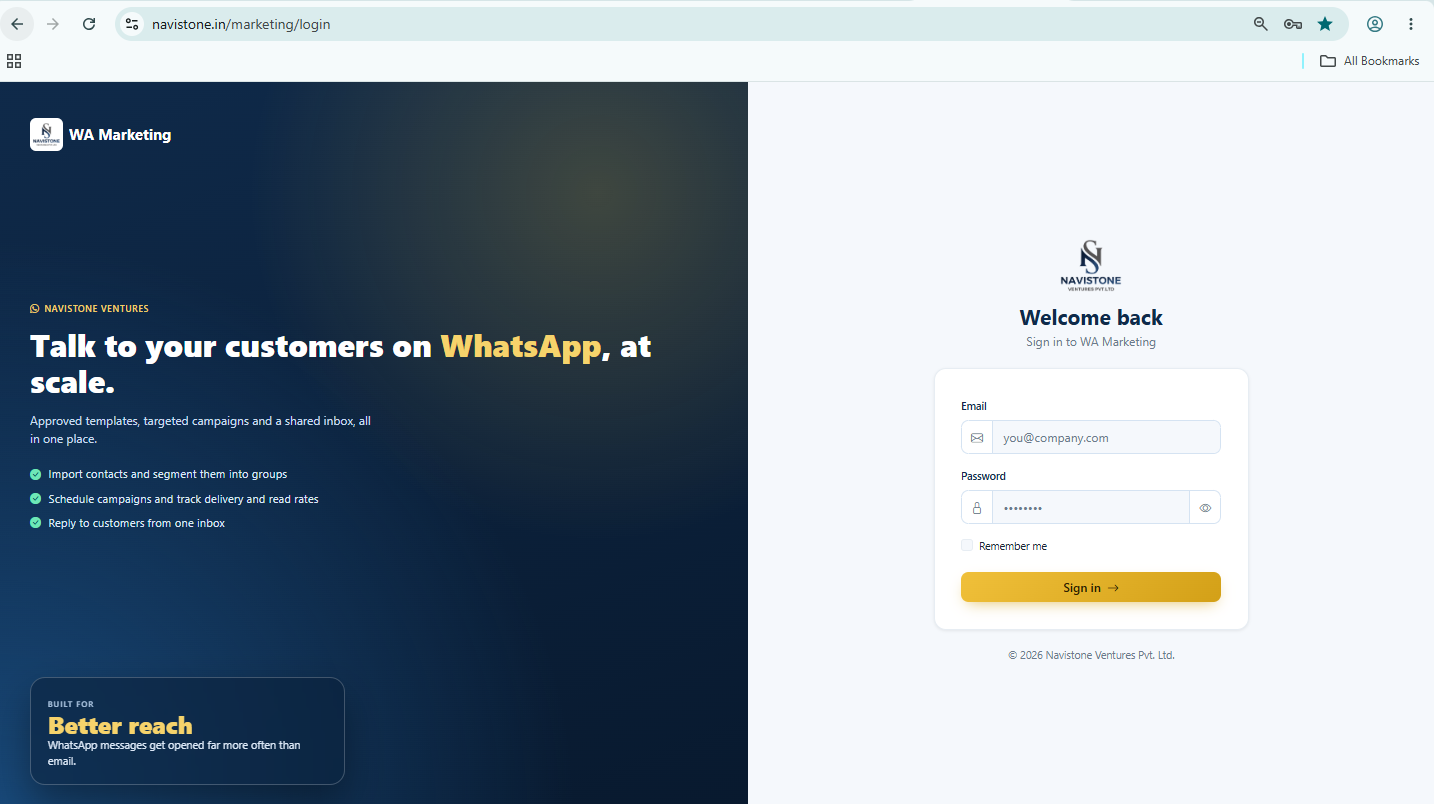 navistone.in/marketing/login
All Bookmarks
NAVISTONE
WA Marketing
NAVISTONE VENTURES
Talk to your customers on WhatsApp, at
scale.
Approved templates, targeted campaigns and a shared inbox, all
in one place.
Import contacts and segment them into groups
Schedule campaigns and track delivery and read rates
Reply to customers from one inbox
BUILT FOR
Better reach
WhatsApp messages get opened far more often than
email.
NAVISTONE
VENTURES PVT LTD
Welcome back
Sign in to WA Marketing
Email
you@company.com
Password
••••••••
Remember me
Sign in →
© 2026 Navistone Ventures Pvt. Ltd.